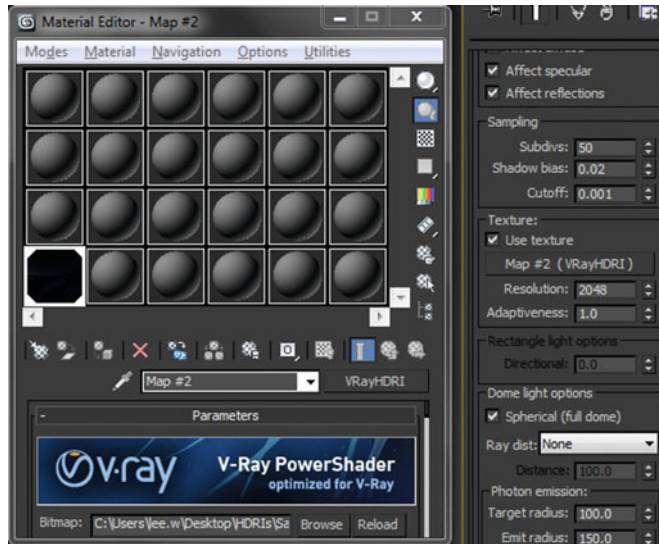 Material Editor - Map #2
Modes Material Navigation Options Utilities
Map #2 VRayHDRI
- Parameters
v·ray V-Ray PowerShader
optimized for V-Ray
Bitmap: C:\Users\lee.w\Desktop\HDRIs\Sa Browse Reload
Affect specular
Affect reflections
Sampling
Subdivs: 50
Shadow bias: 0.02
Cutoff: 0.001
Texture:
Use texture
Map #2 ( VRayHDRI )
Resolution: 2048
Adaptiveness: 1.0
Rectangle light options
Directional: 0.0
Dome light options
Spherical (full dome)
Ray dist: None
Distance: 100.0
Photon emission:
Target radius: 100.0
Emit radius: 150.0